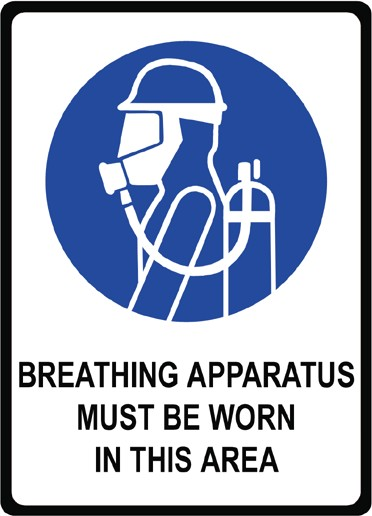 BREATHING APPARATUS
MUST BE WORN
IN THIS AREA